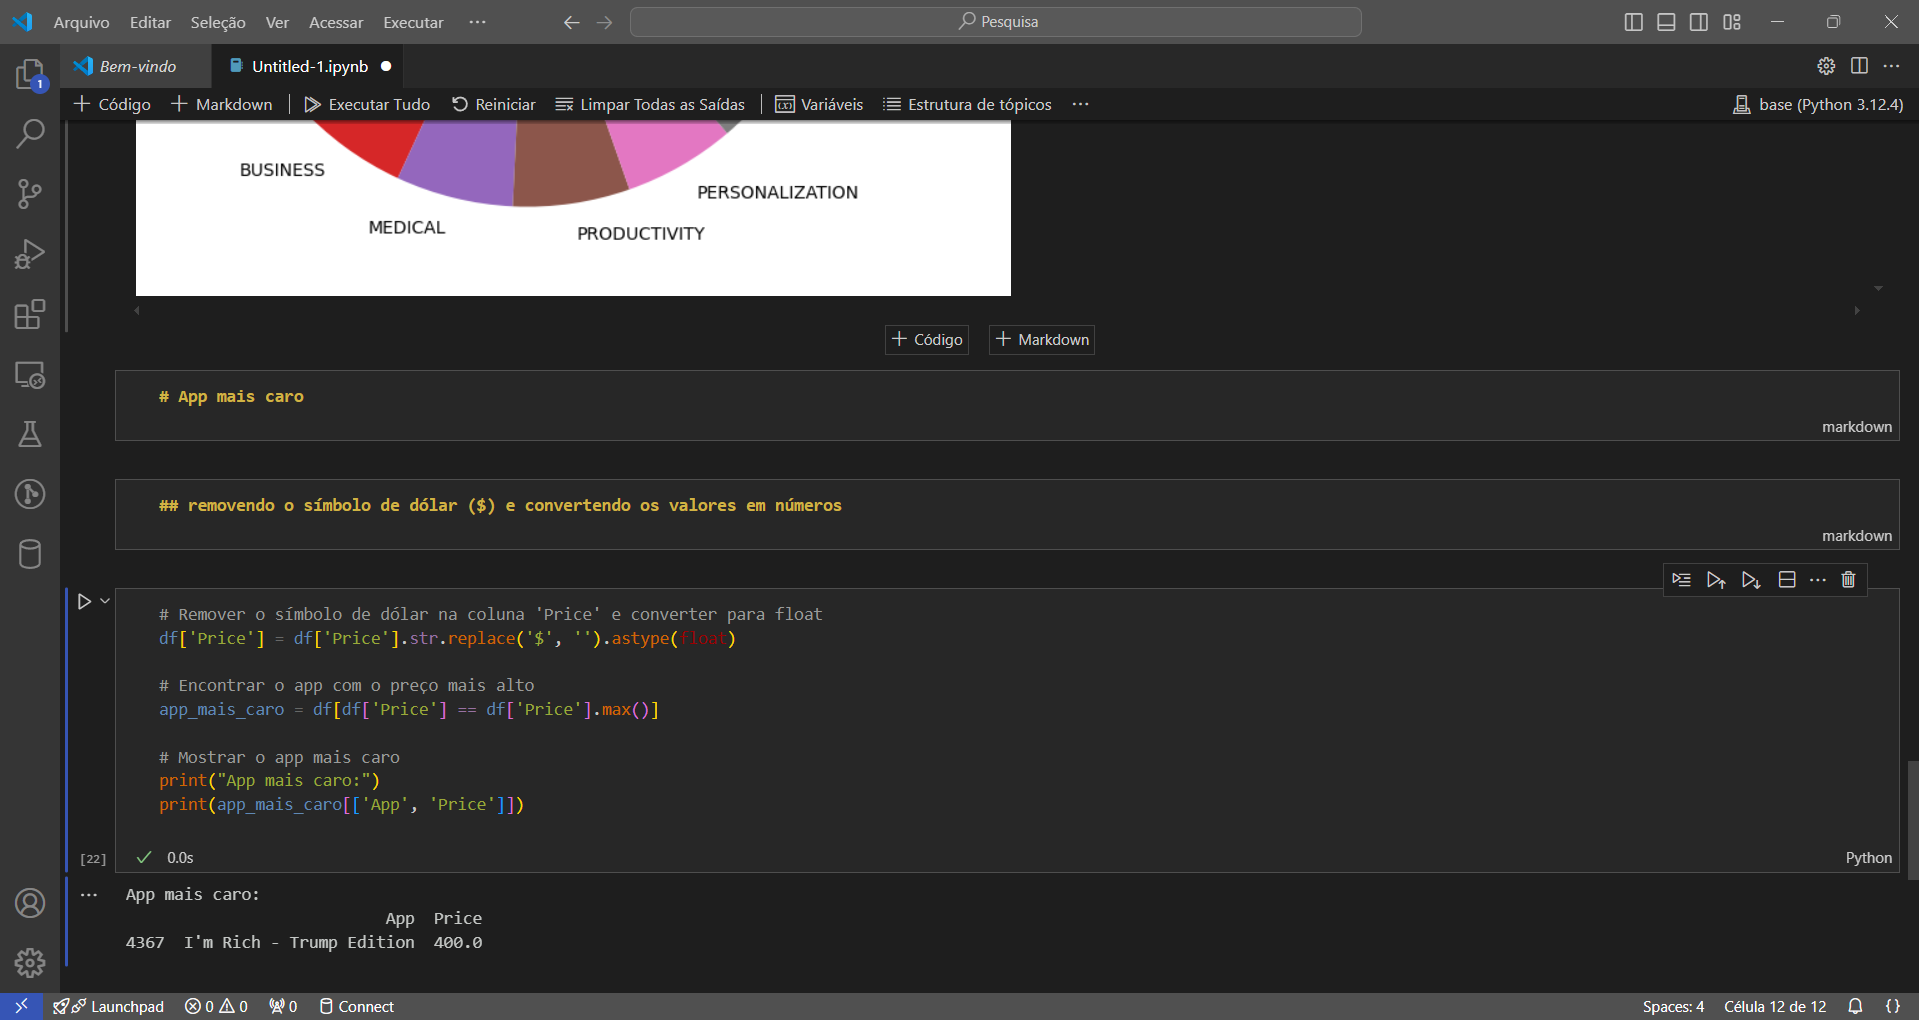 Arquivo Editar Seleção Ver Acessar Executar ··· Pesquisa
1
Bem-vindo Untitled-1.ipynb
Código Markdown Executar Tudo Reiniciar Limpar Todas as Saídas Variáveis Estrutura de tópicos ··· base (Python 3.12.4)
BUSINESS
PERSONALIZATION
MEDICAL
PRODUCTIVITY
Código Markdown
# App mais caro
markdown
## removendo o símbolo de dólar ($) e convertendo os valores em números
markdown
# Remover o símbolo de dólar na coluna 'Price' e converter para float
df['Price'] = df['Price'].str.replace('$', '').astype(float)
# Encontrar o app com o preço mais alto
app_mais_caro = df[df['Price'] == df['Price'].max()]
# Mostrar o app mais caro
print("App mais caro:")
print(app_mais_caro[['App', 'Price']])
[22] 0.0s Python
··· App mais caro:
App Price
4367 I'm Rich - Trump Edition 400.0
Launchpad 0 0 0 Connect Spaces: 4 Célula 12 de 12 {}